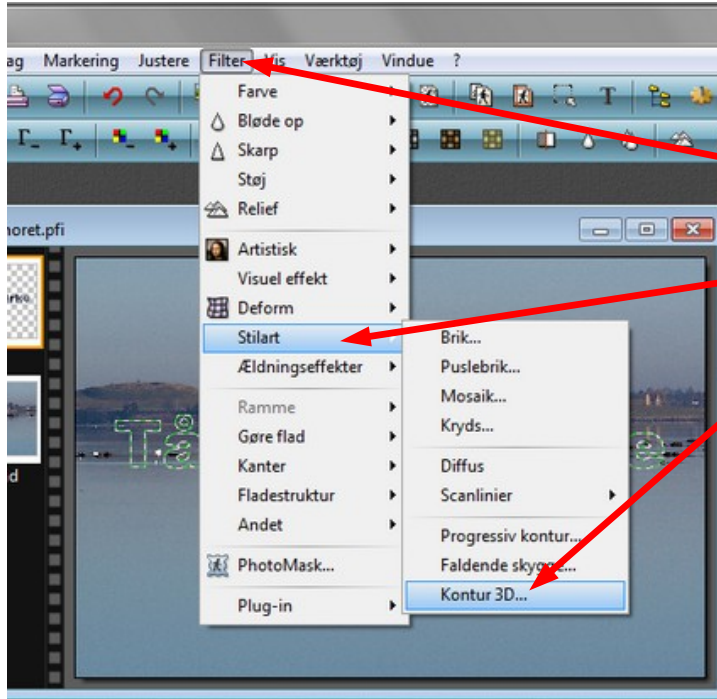 Markering Justere Filter Vis Værktøj Vindue ?
T
noret.pfi
Farve
Bløde op
Skarp
Støj
Relief
Artistisk
Visuel effekt
Deform
Stilart
Ældningseffekter
Ramme
Gøre flad
Kanter
Fladestruktur
Andet
PhotoMask...
Plug-in
Brik...
Puslebrik...
Mosaik...
Kryds...
Diffus
Scanlinier
Progressiv kontur...
Faldende skygge...
Kontur 3D...
Tå
e
d